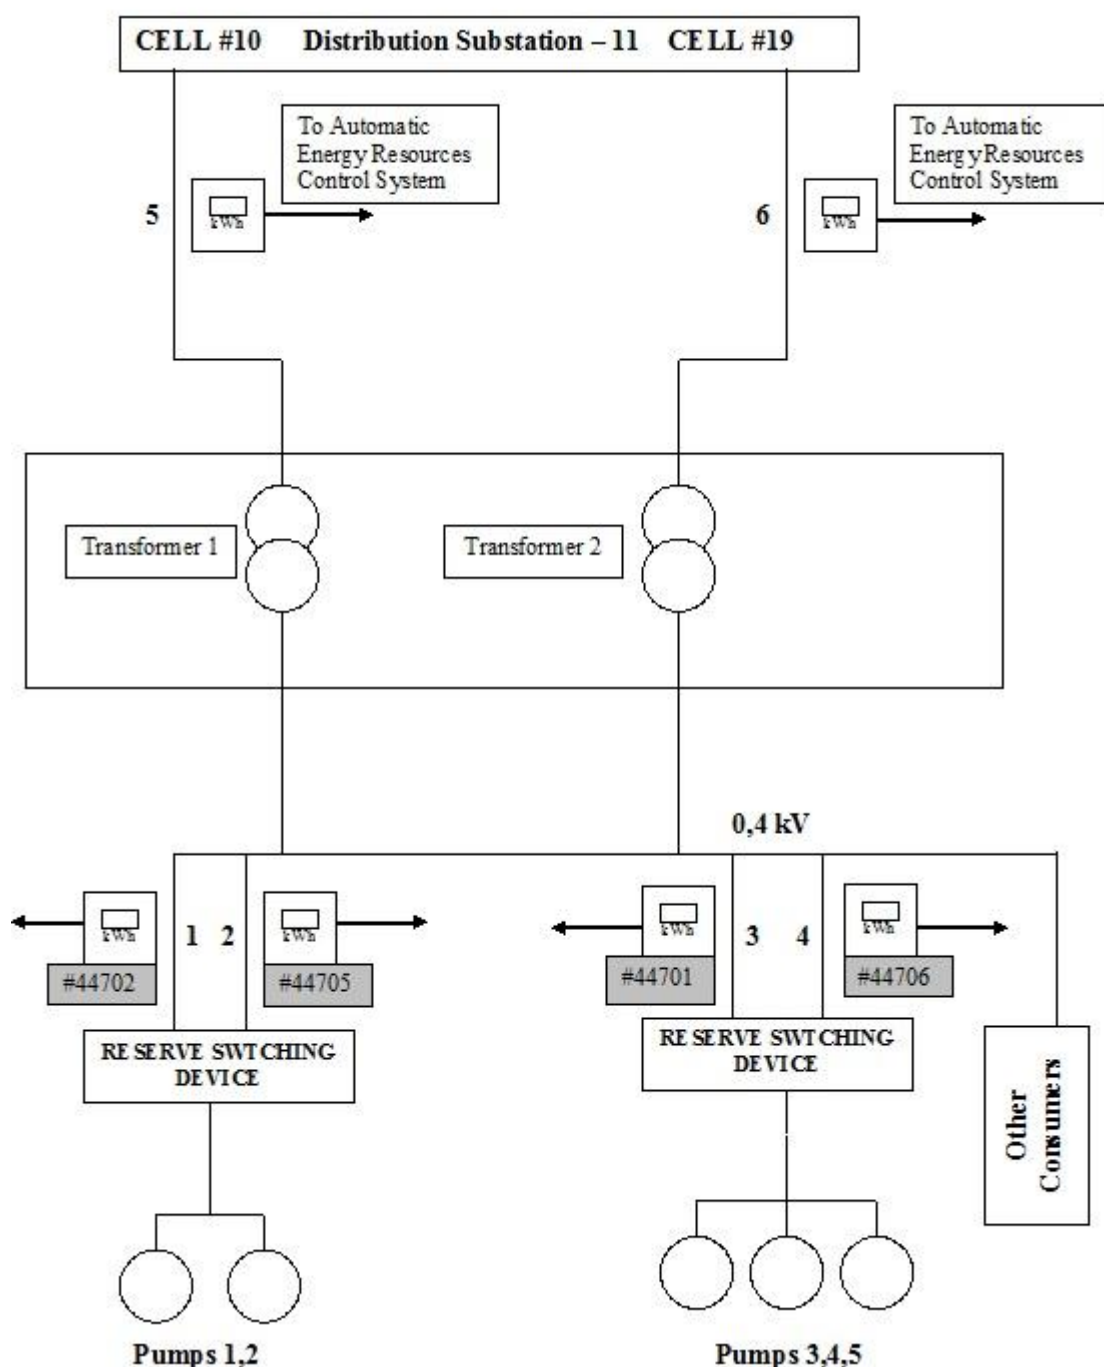 CELL #10 Distribution Substation – 11 CELL #19
To Automatic
Energy Resources
Control System
To Automatic
Energy Resources
Control System
5
kWh
6
kWh
Transformer 1
Transformer 2
0,4 kV
kWh
1
2
kWh
kWh
3
4
kWh
#44702
#44705
#44701
#44706
RESERVE SWTCHING
DEVICE
RESERVE SWTCHING
DEVICE
Other
Consumers
Pumps 1,2
Pumps 3,4,5